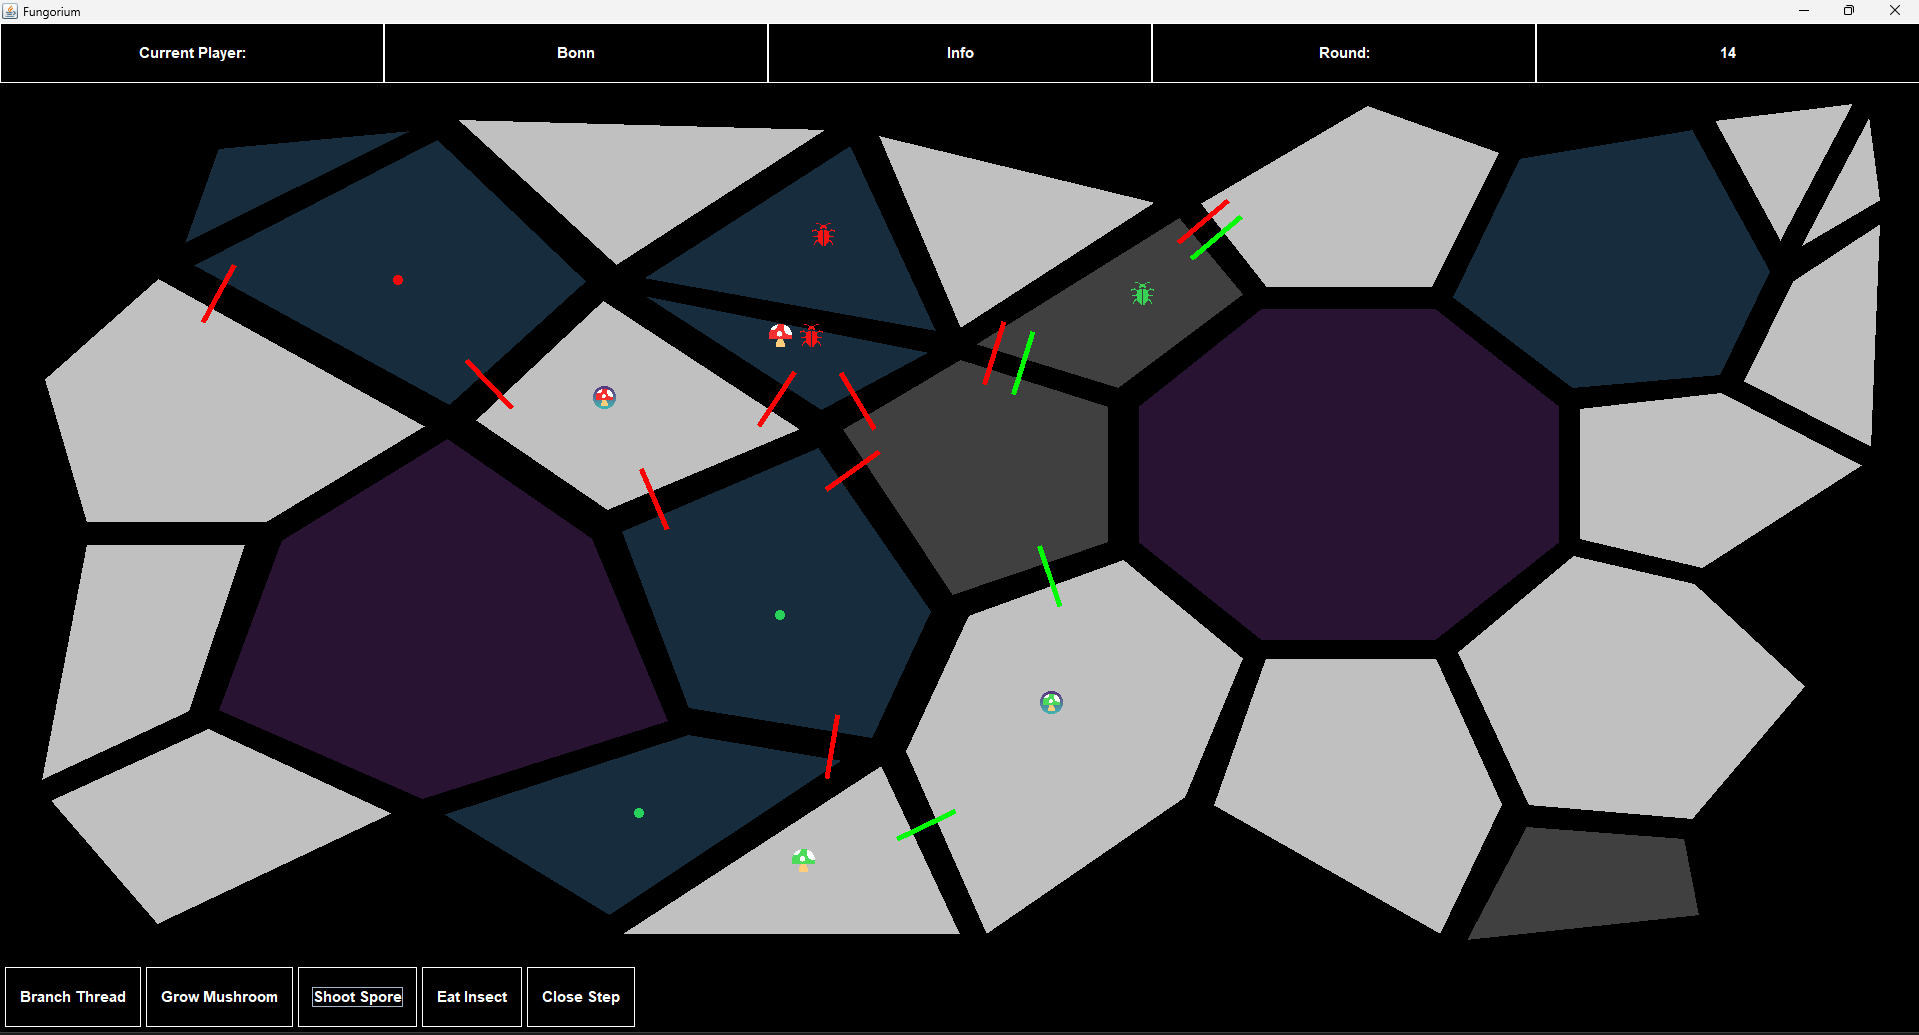 Fungorium
Current Player:
Bonn
Info
Round:
14
Branch Thread
Grow Mushroom
Shoot Spore
Eat Insect
Close Step